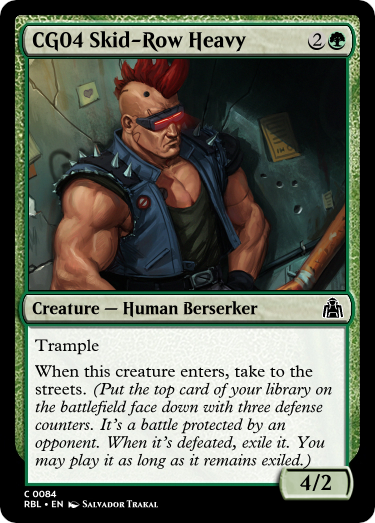 CG04 Skid-Row Heavy 2
Creature — Human Berserker
Trample
When this creature enters, take to the
streets. (Put the top card of your library on
the battlefield face down with three defense
counters. It's a battle protected by an
opponent. When it's defeated, exile it. You
may play it as long as it remains exiled.)
4/2
C 0084
RBL • EN Salvador Trakal